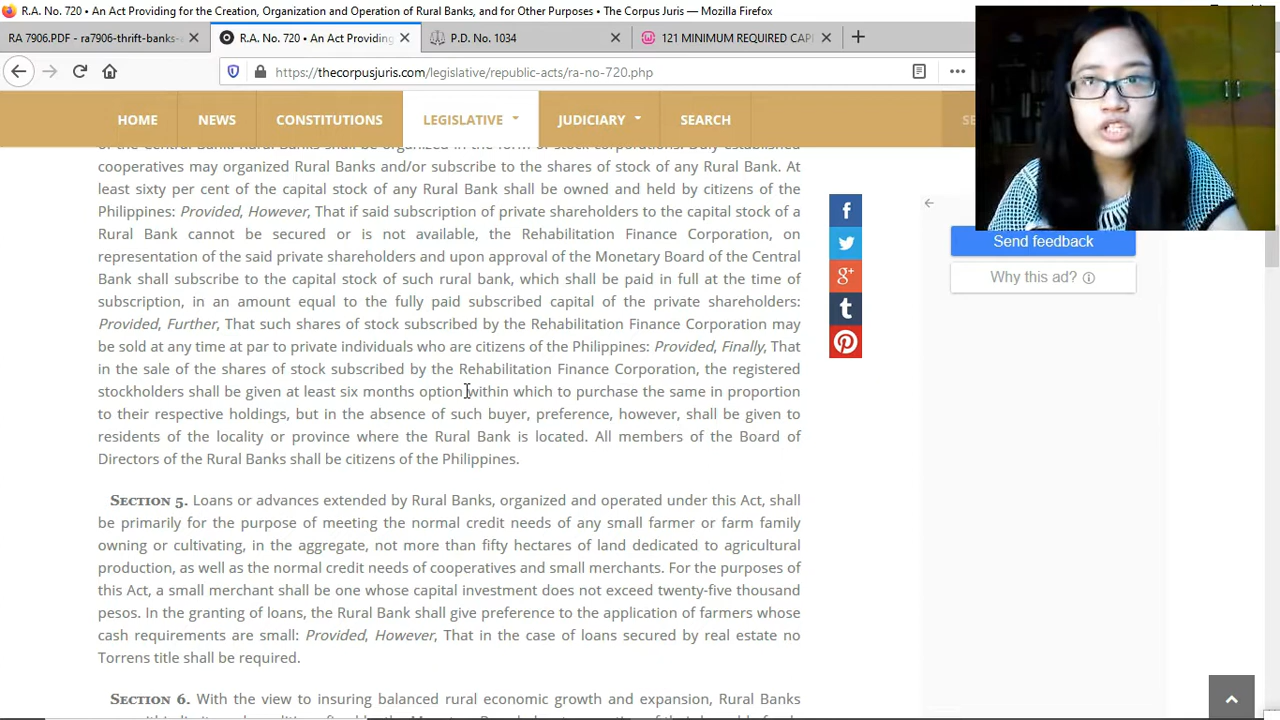 R.A. No. 720 • An Act Providing for the Creation, Organization and Operation of Rural Banks, and for Other Purposes • The Corpus Juris - Mozilla Firefox
RA 7906.PDF - ra7906-thrift-banks-
R.A. No. 720 • An Act Providing
P.D. No. 1034
121 MINIMUM REQUIRED CAP
https://thecorpusjuris.com/legislative/republic-acts/ra-no-720.php
HOME
NEWS
CONSTITUTIONS
LEGISLATIVE
JUDICIARY
SEARCH
SE
of the Central Bank. Rural Banks shall be organized in the form of stock corporations. Duly established
cooperatives may organized Rural Banks and/or subscribe to the shares of stock of any Rural Bank. At
least sixty per cent of the capital stock of any Rural Bank shall be owned and held by citizens of the
Philippines: Provided, However, That if said subscription of private shareholders to the capital stock of a
Rural Bank cannot be secured or is not available, the Rehabilitation Finance Corporation, on
representation of the said private shareholders and upon approval of the Monetary Board of the Central
Bank shall subscribe to the capital stock of such rural bank, which shall be paid in full at the time of
subscription, in an amount equal to the fully paid subscribed capital of the private shareholders:
Provided, Further, That such shares of stock subscribed by the Rehabilitation Finance Corporation may
be sold at any time at par to private individuals who are citizens of the Philippines: Provided, Finally, That
in the sale of the shares of stock subscribed by the Rehabilitation Finance Corporation, the registered
stockholders shall be given at least six months option within which to purchase the same in proportion
to their respective holdings, but in the absence of such buyer, preference, however, shall be given to
residents of the locality or province where the Rural Bank is located. All members of the Board of
Directors of the Rural Banks shall be citizens of the Philippines.
Section 5. Loans or advances extended by Rural Banks, organized and operated under this Act, shall
be primarily for the purpose of meeting the normal credit needs of any small farmer or farm family
owning or cultivating, in the aggregate, not more than fifty hectares of land dedicated to agricultural
production, as well as the normal credit needs of cooperatives and small merchants. For the purposes of
this Act, a small merchant shall be one whose capital investment does not exceed twenty-five thousand
pesos. In the granting of loans, the Rural Bank shall give preference to the application of farmers whose
cash requirements are small: Provided, However, That in the case of loans secured by real estate no
Torrens title shall be required.
Section 6. With the view to insuring balanced rural economic growth and expansion, Rural Banks
Send feedback
Why this ad?